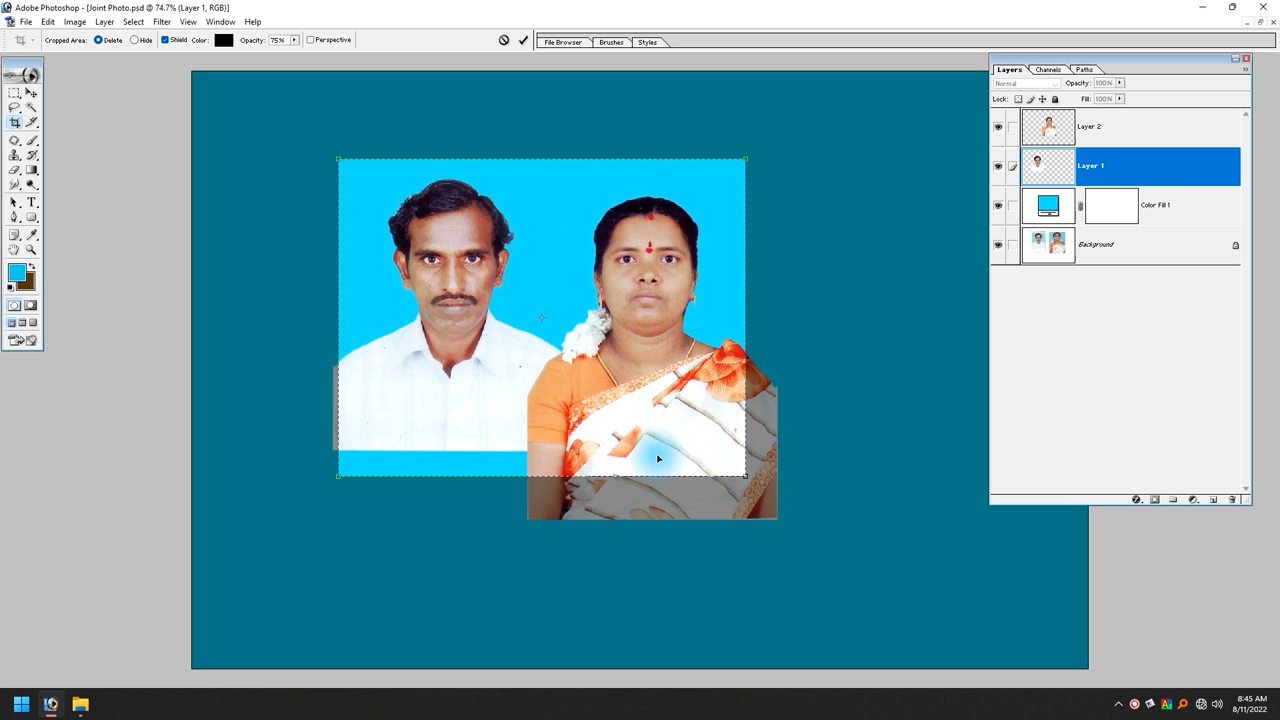 Adobe Photoshop - [Joint Photo.psd @ 74.7% (Layer 1, RGB)]
File Edit Image Layer Select Filter View Window Help
Cropped Area: Delete Hide Shield Color: Opacity: 75% Perspective
File Browser Brushes Styles
Layers Channels Paths
Normal Opacity: 100%
Lock: Fill: 100%
Layer 2
Layer 1
Color Fill 1
Background
8:45 AM
8/11/2022